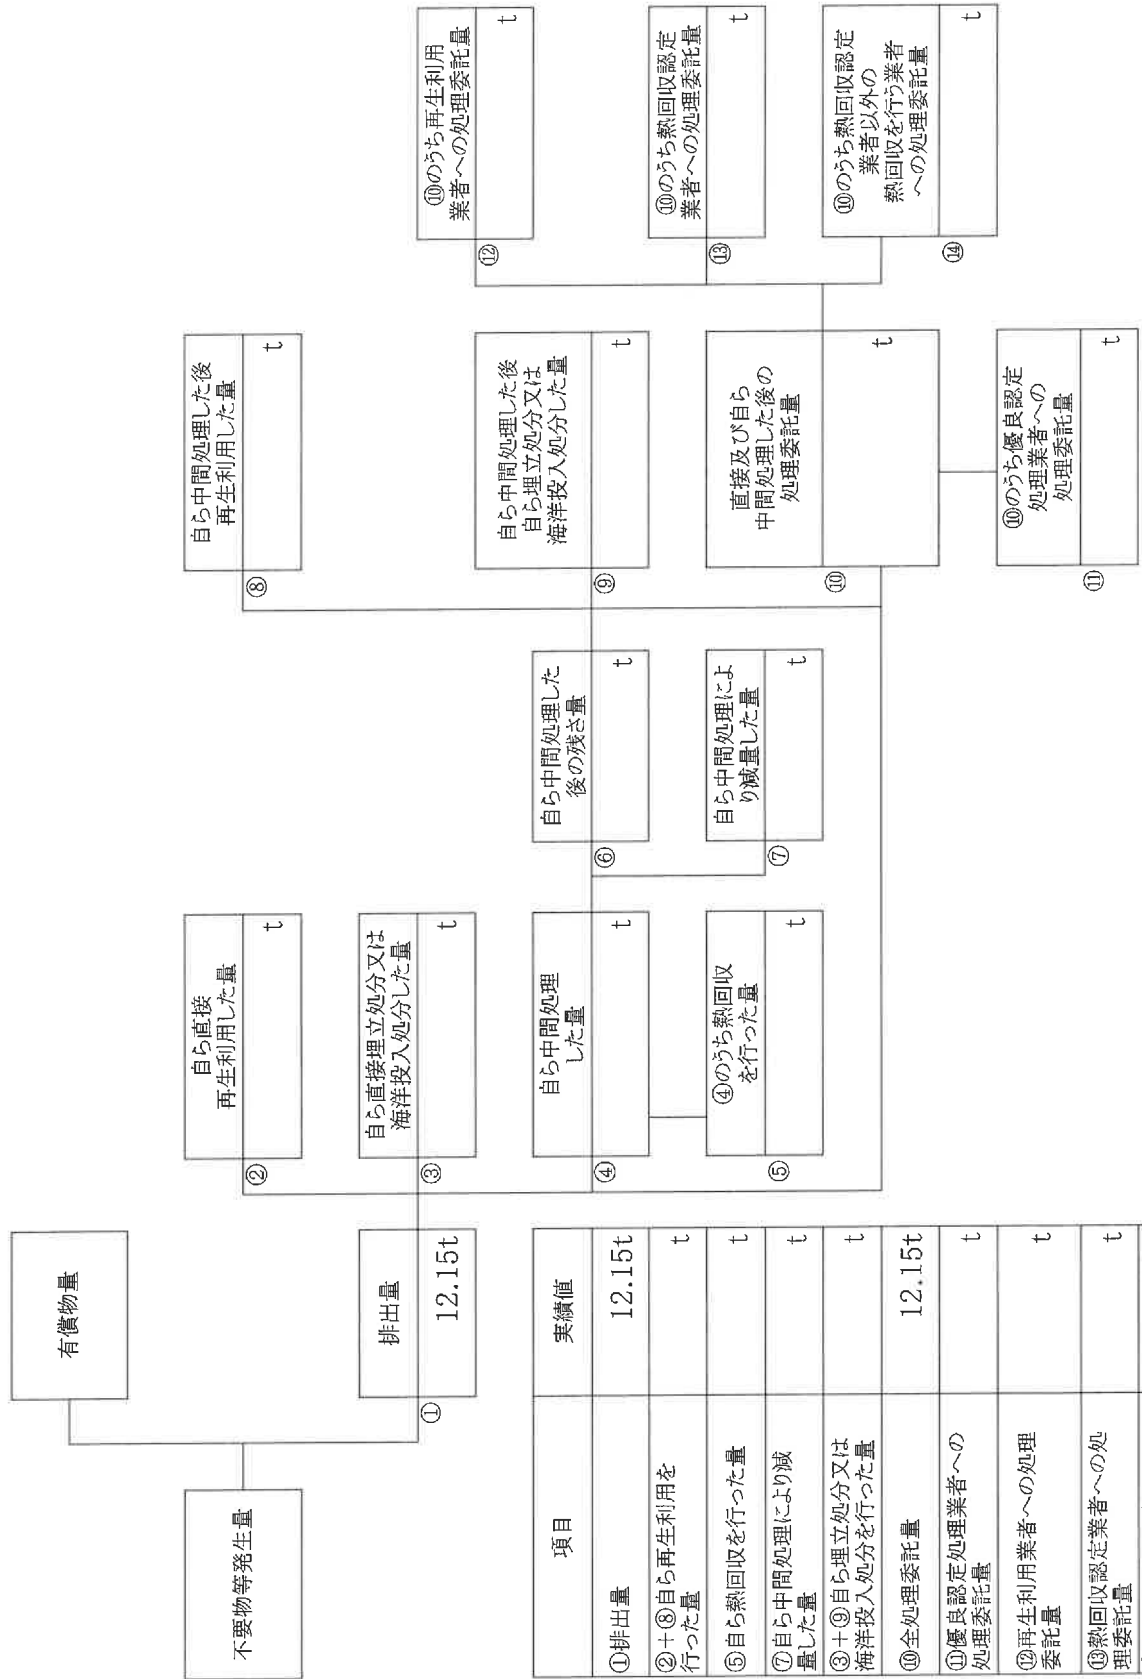 不要物等発生量
有償物量
排出量
①
12.15t
自ら直接
再生利用した量
②
t
自ら直接埋立処分又は
海洋投入処分した量
③
t
自ら中間処理
した量
④
t
④のうち熱回収
を行った量
⑤
t
自ら中間処理した
後の残さ量
⑥
t
自ら中間処理によ
り減量した量
⑦
t
自ら中間処理した後
再生利用した量
⑧
t
自ら中間処理した後
自ら埋立処分又は
海洋投入処分した量
⑨
t
直接及び自ら
中間処理した後の
処理委託量
⑩
t
⑩のうち優良認定
処理業者への
処理委託量
⑪
t
⑩のうち再生利用
業者への処理委託量
⑫
t
⑩のうち熱回収認定
業者への処理委託量
⑬
t
⑩のうち熱回収認定
業者以外の
熱回収を行う業者
への処理委託量
⑭
t
項目 実績値
①排出量 12.15t
②+⑧自ら再生利用を
行った量 t
⑤自ら熱回収を行った量 t
⑦自ら中間処理により減
量した量 t
③+⑨自ら埋立処分又は
海洋投入処分を行った量 t
⑩全処理委託量 12.15t
⑪優良認定処理業者への
処理委託量 t
⑫再生利用業者への処理
委託量 t
⑬熱回収認定業者への処
理委託量 t